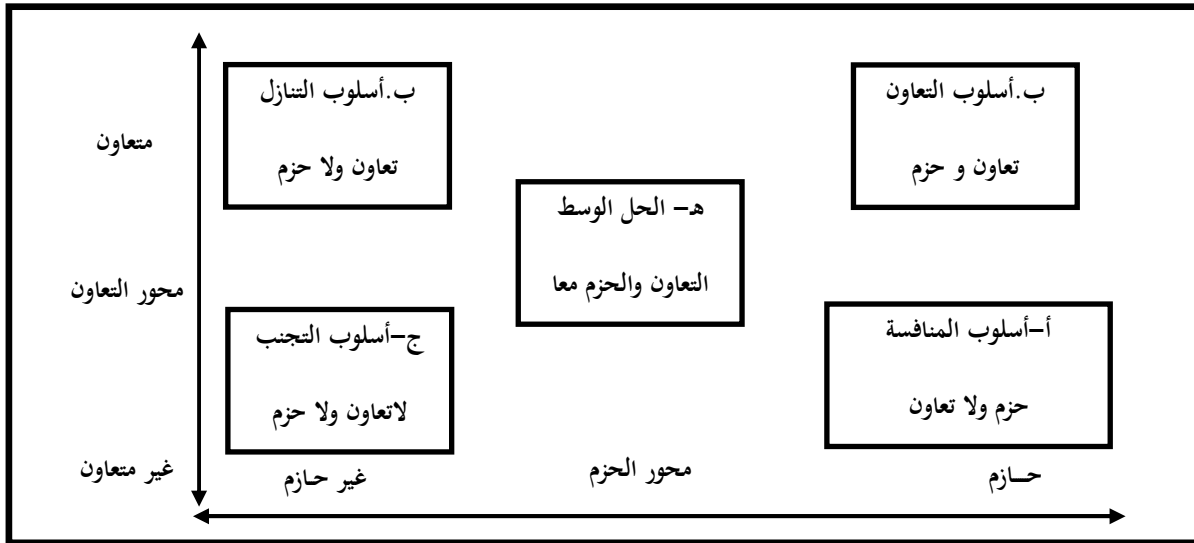 ب.أسلوب التعاون
تعاون و حزم
ب.أسلوب التنازل
تعاون ولا حزم
متعاون
هـ- الحل الوسط
التعاون والحزم معا
محور التعاون
أ-أسلوب المنافسة
حزم ولا تعاون
ج-أسلوب التجنب
لاتعاون ولا حزم
حـــازم
محور الحزم
غير حـازم
غير متعاون